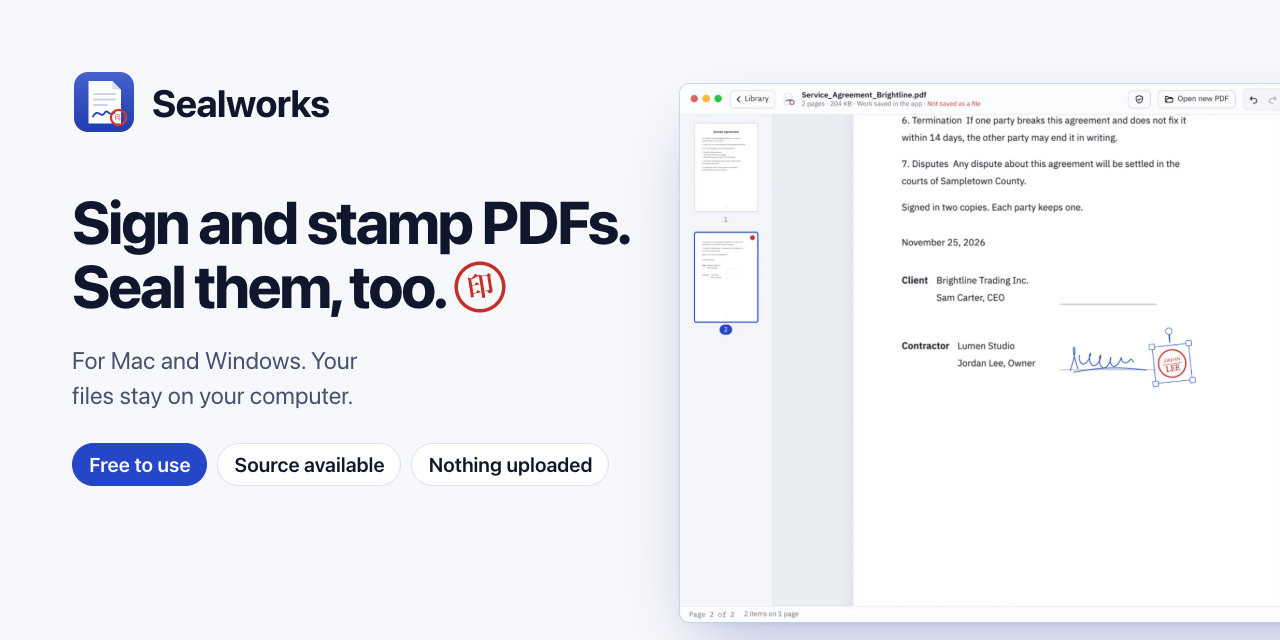 Sealworks
Sign and stamp PDFs.
Seal them, too. 印
For Mac and Windows. Your
files stay on your computer.
Free to use
Source available
Nothing uploaded
Library
Service_Agreement_Brightline.pdf
2 pages · 204 KB · Work saved in the app · Not saved as a file
Open new PDF
Service Agreement
1
2
6. Termination If one party breaks this agreement and does not fix it
within 14 days, the other party may end it in writing.
7. Disputes Any dispute about this agreement will be settled in the
courts of Sampletown County.
Signed in two copies. Each party keeps one.
November 25, 2026
Client Brightline Trading Inc.
Sam Carter, CEO
Contractor Lumen Studio
Jordan Lee, Owner
JORDAN
LEE
Page 2 of 2 2 items on 1 page